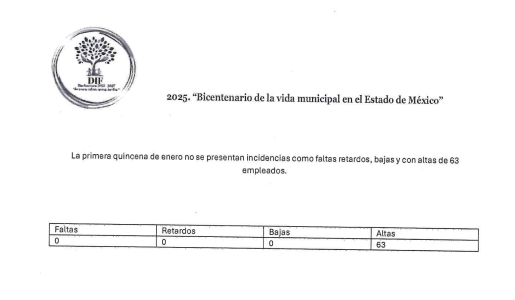 DIF
2025. “Bicentenario de la vida municipal en el Estado de México”
La primera quincena de enero no se presentan incidencias como faltas retardos, bajas y con altas de 63
empleados.
Faltas Retardos Bajas Altas
0 0 0 63